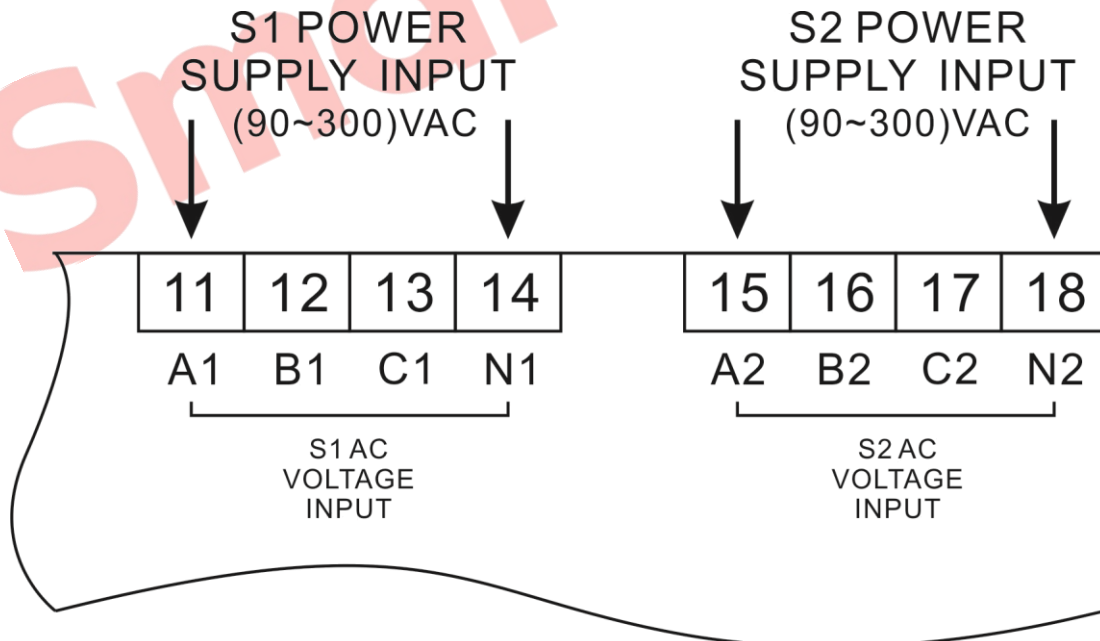 S1 POWER
SUPPLY INPUT
(90~300)VAC
S2 POWER
SUPPLY INPUT
(90~300)VAC
11 12 13 14
15 16 17 18
A1 B1 C1 N1
A2 B2 C2 N2
S1 AC
VOLTAGE
INPUT
S2 AC
VOLTAGE
INPUT